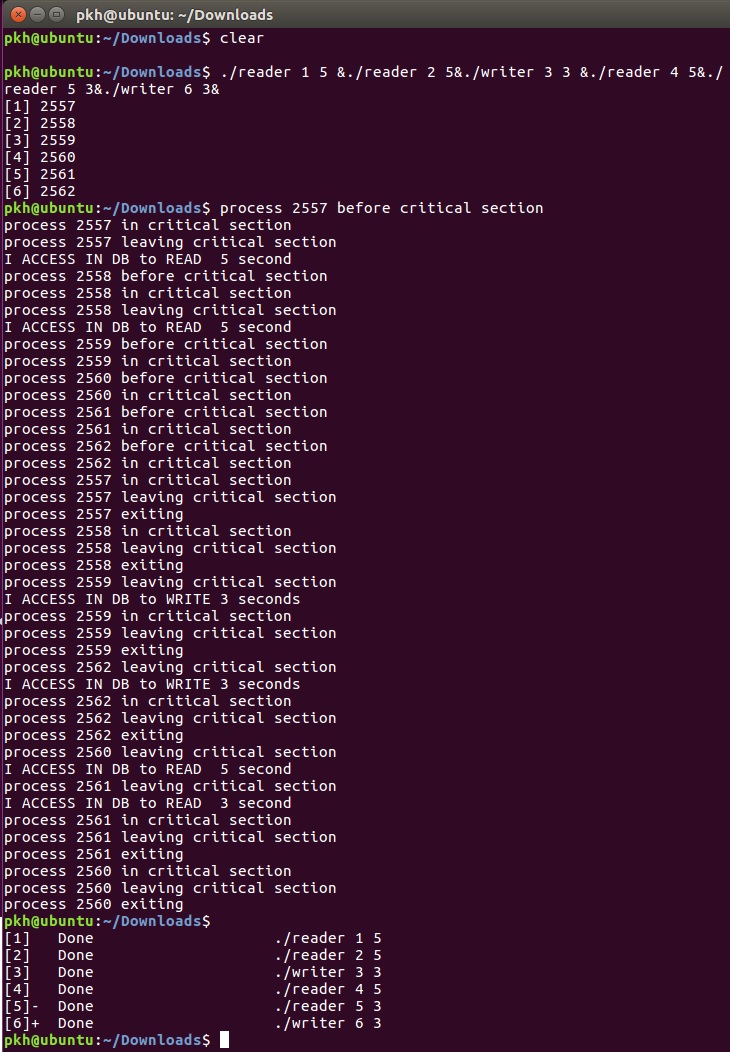 pkh@ubuntu: ~/Downloads
pkh@ubuntu:~/Downloads$ clear
pkh@ubuntu:~/Downloads$ ./reader 1 5 &./reader 2 5&./writer 3 3 &./reader 4 5&./
reader 5 3&./writer 6 3&
[1] 2557
[2] 2558
[3] 2559
[4] 2560
[5] 2561
[6] 2562
pkh@ubuntu:~/Downloads$ process 2557 before critical section
process 2557 in critical section
process 2557 leaving critical section
I ACCESS IN DB to READ  5 second
process 2558 before critical section
process 2558 in critical section
process 2558 leaving critical section
I ACCESS IN DB to READ  5 second
process 2559 before critical section
process 2559 in critical section
process 2560 before critical section
process 2560 in critical section
process 2561 before critical section
process 2561 in critical section
process 2562 before critical section
process 2562 in critical section
process 2557 in critical section
process 2557 leaving critical section
process 2557 exiting
process 2558 in critical section
process 2558 leaving critical section
process 2558 exiting
process 2559 leaving critical section
I ACCESS IN DB to WRITE 3 seconds
process 2559 in critical section
process 2559 leaving critical section
process 2559 exiting
process 2562 leaving critical section
I ACCESS IN DB to WRITE 3 seconds
process 2562 in critical section
process 2562 leaving critical section
process 2562 exiting
process 2560 leaving critical section
I ACCESS IN DB to READ  5 second
process 2561 leaving critical section
I ACCESS IN DB to READ  3 second
process 2561 in critical section
process 2561 leaving critical section
process 2561 exiting
process 2560 in critical section
process 2560 leaving critical section
process 2560 exiting
pkh@ubuntu:~/Downloads$
[1]   Done                    ./reader 1 5
[2]   Done                    ./reader 2 5
[3]   Done                    ./writer 3 3
[4]   Done                    ./reader 4 5
[5]-  Done                    ./reader 5 3
[6]+  Done                    ./writer 6 3
pkh@ubuntu:~/Downloads$